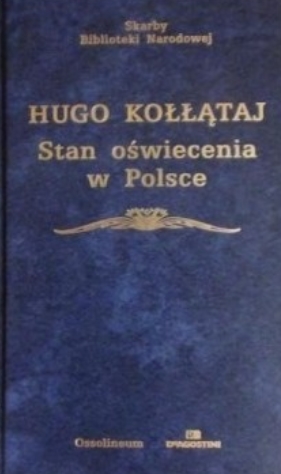 Skarby
Biblioteki Narodowej
HUGO KOŁŁĄTAJ
Stan oświecenia
w Polsce
Ossolineum
DEAGOSTINI